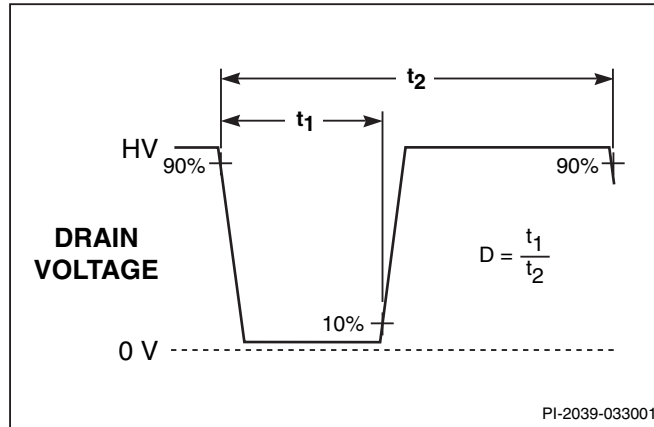 t2
t1
HV
90%
90%
DRAIN
VOLTAGE
D = t1
t2
10%
0 V
PI-2039-033001